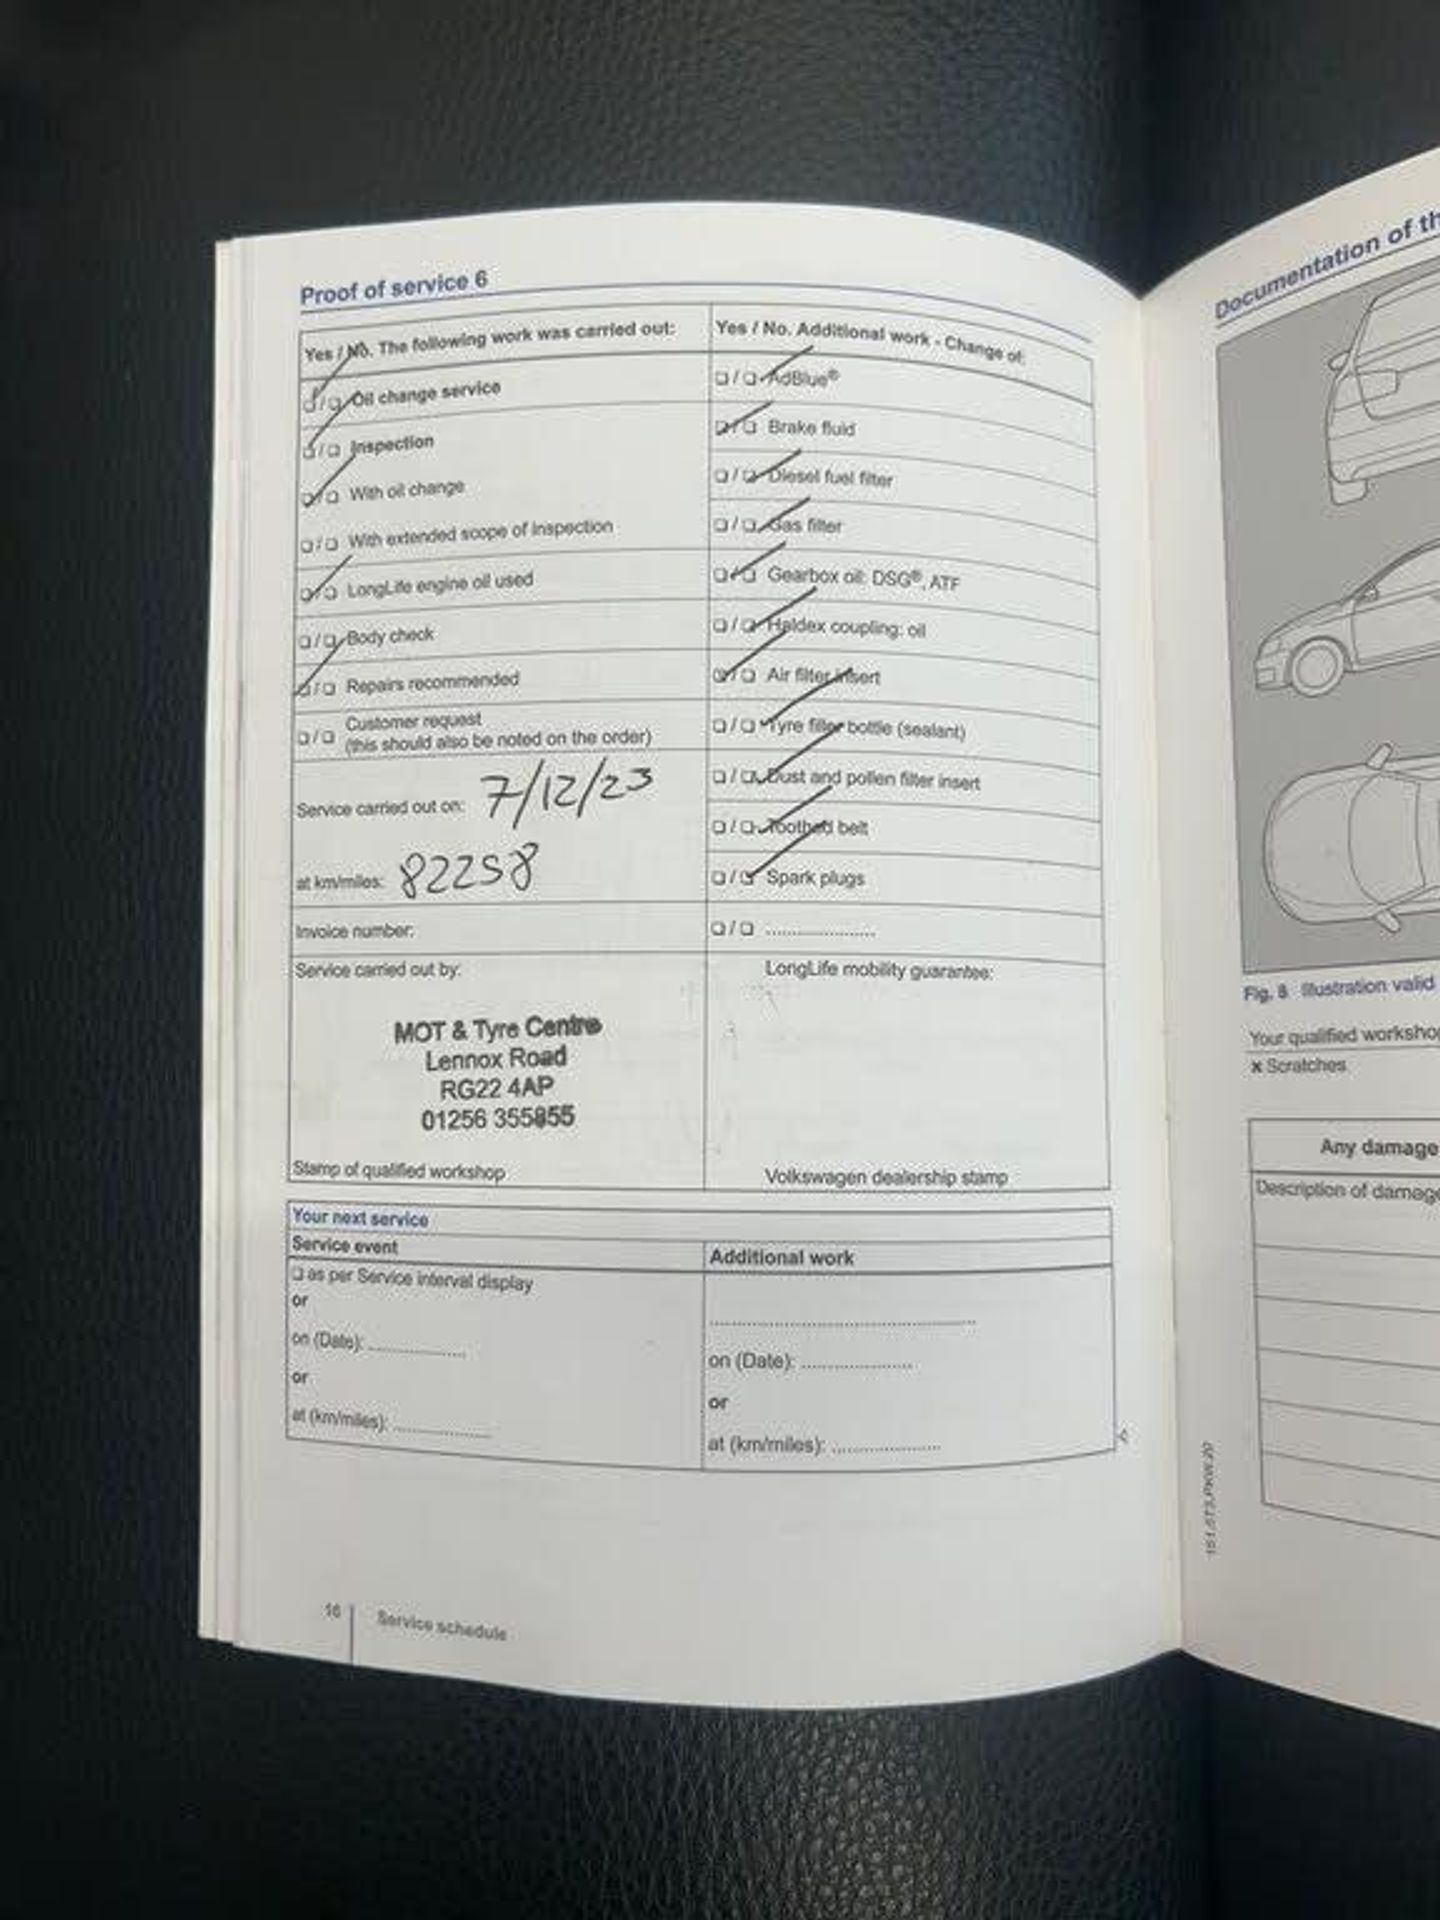 Proof of service 6
Yes / No. The following work was carried out:
❏/❏ Oil change service
❏/❏ Inspection
❏/❏ With oil change
❏/❏ With extended scope of inspection
❏/❏ LongLife engine oil used
❏/❏ Body check
❏/❏ Repairs recommended
❏/❏ Customer request
(this should also be noted on the order)
Service carried out on: 7/12/23
at km/miles: 82258
Invoice number:
Service carried out by:
MOT & Tyre Centre
Lennox Road
RG22 4AP
01256 355855
Stamp of qualified workshop
Yes / No. Additional work - Change of:
❏/❏ AdBlue®
❏/❏ Brake fluid
❏/❏ Diesel fuel filter
❏/❏ Gas filter
❏/❏ Gearbox oil: DSG®, ATF
❏/❏ Haldex coupling: oil
❏/❏ Air filter insert
❏/❏ Tyre filler bottle (sealant)
❏/❏ Dust and pollen filter insert
❏/❏ Toothed belt
❏/❏ Spark plugs
❏/❏ ....................
LongLife mobility guarantee:
Volkswagen dealership stamp
Your next service
Service event
❏ as per Service interval display
or
on (Date): ..................
or
at (km/miles): ..................
Additional work
..................................................
on (Date): ....................
or
at (km/miles): ....................
16
Service schedule
Documentation of th
Fig. 8 Illustration valid
Your qualified workshop
× Scratches
Any damage
Description of damage